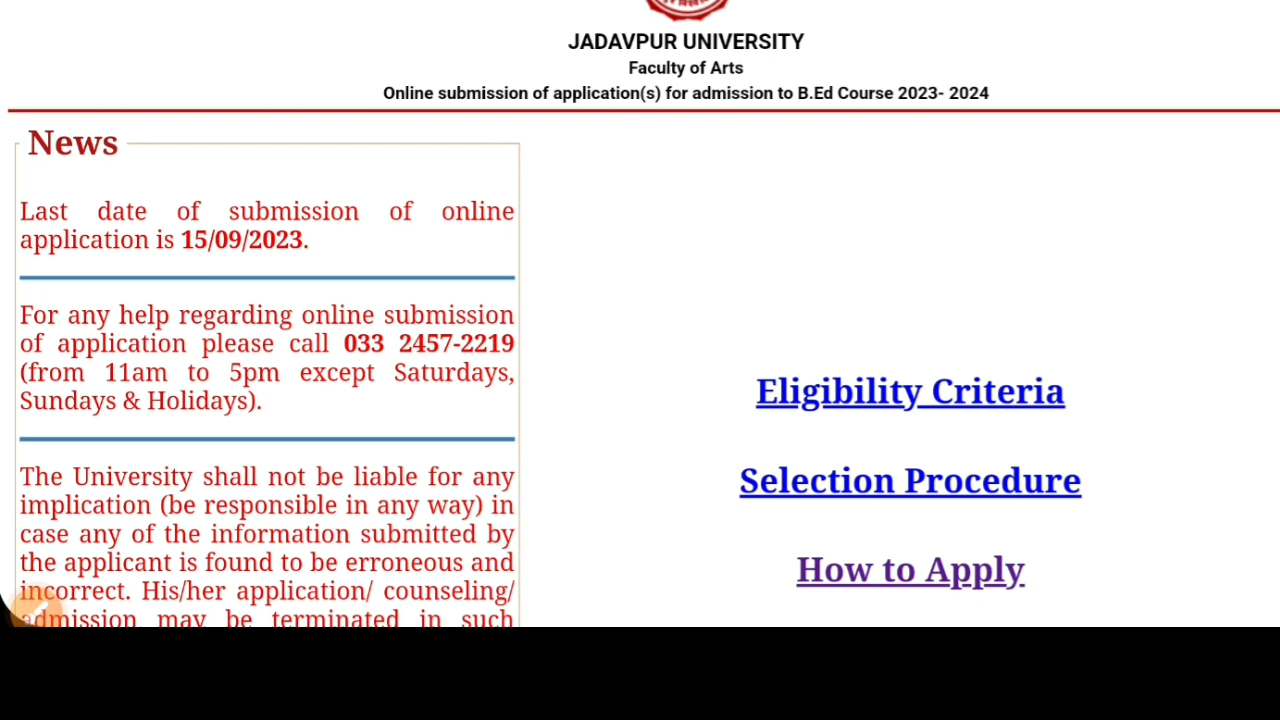 JADAVPUR UNIVERSITY
Faculty of Arts
Online submission of application(s) for admission to B.Ed Course 2023- 2024
News
Last date of submission of online
application is 15/09/2023.
For any help regarding online submission
of application please call 033 2457-2219
(from 11am to 5pm except Saturdays,
Sundays & Holidays).
The University shall not be liable for any
implication (be responsible in any way) in
case any of the information submitted by
the applicant is found to be erroneous and
incorrect. His/her application/ counseling/
admission may be terminated in such
Eligibility Criteria
Selection Procedure
How to Apply